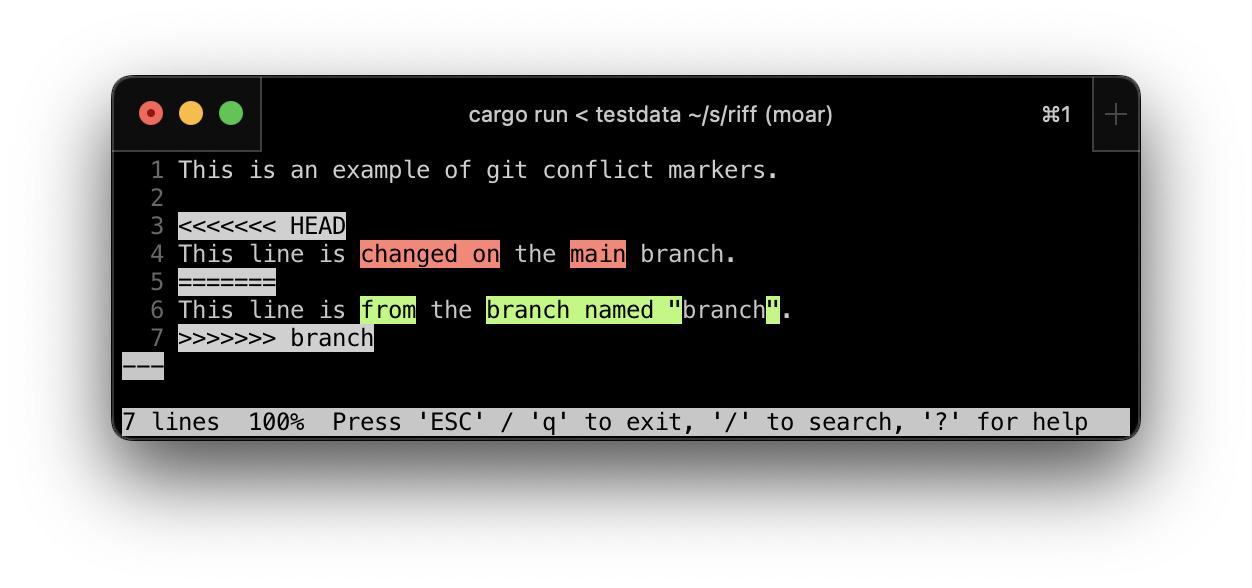 cargo run < testdata ~/s/riff (moar) ⌘1
1 This is an example of git conflict markers.
2
3 <<<<<<< HEAD
4 This line is changed on the main branch.
5 =======
6 This line is from the branch named "branch".
7 >>>>>>> branch
---
7 lines  100%  Press 'ESC' / 'q' to exit, '/' to search, '?' for help